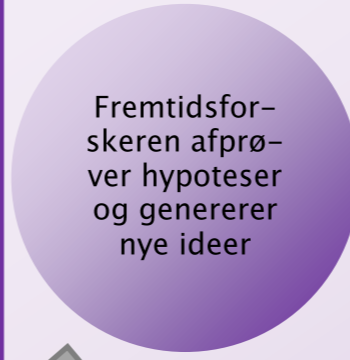 Fremtidsfor-
skeren afprø-
ver hypoteser
og genererer
nye ideer